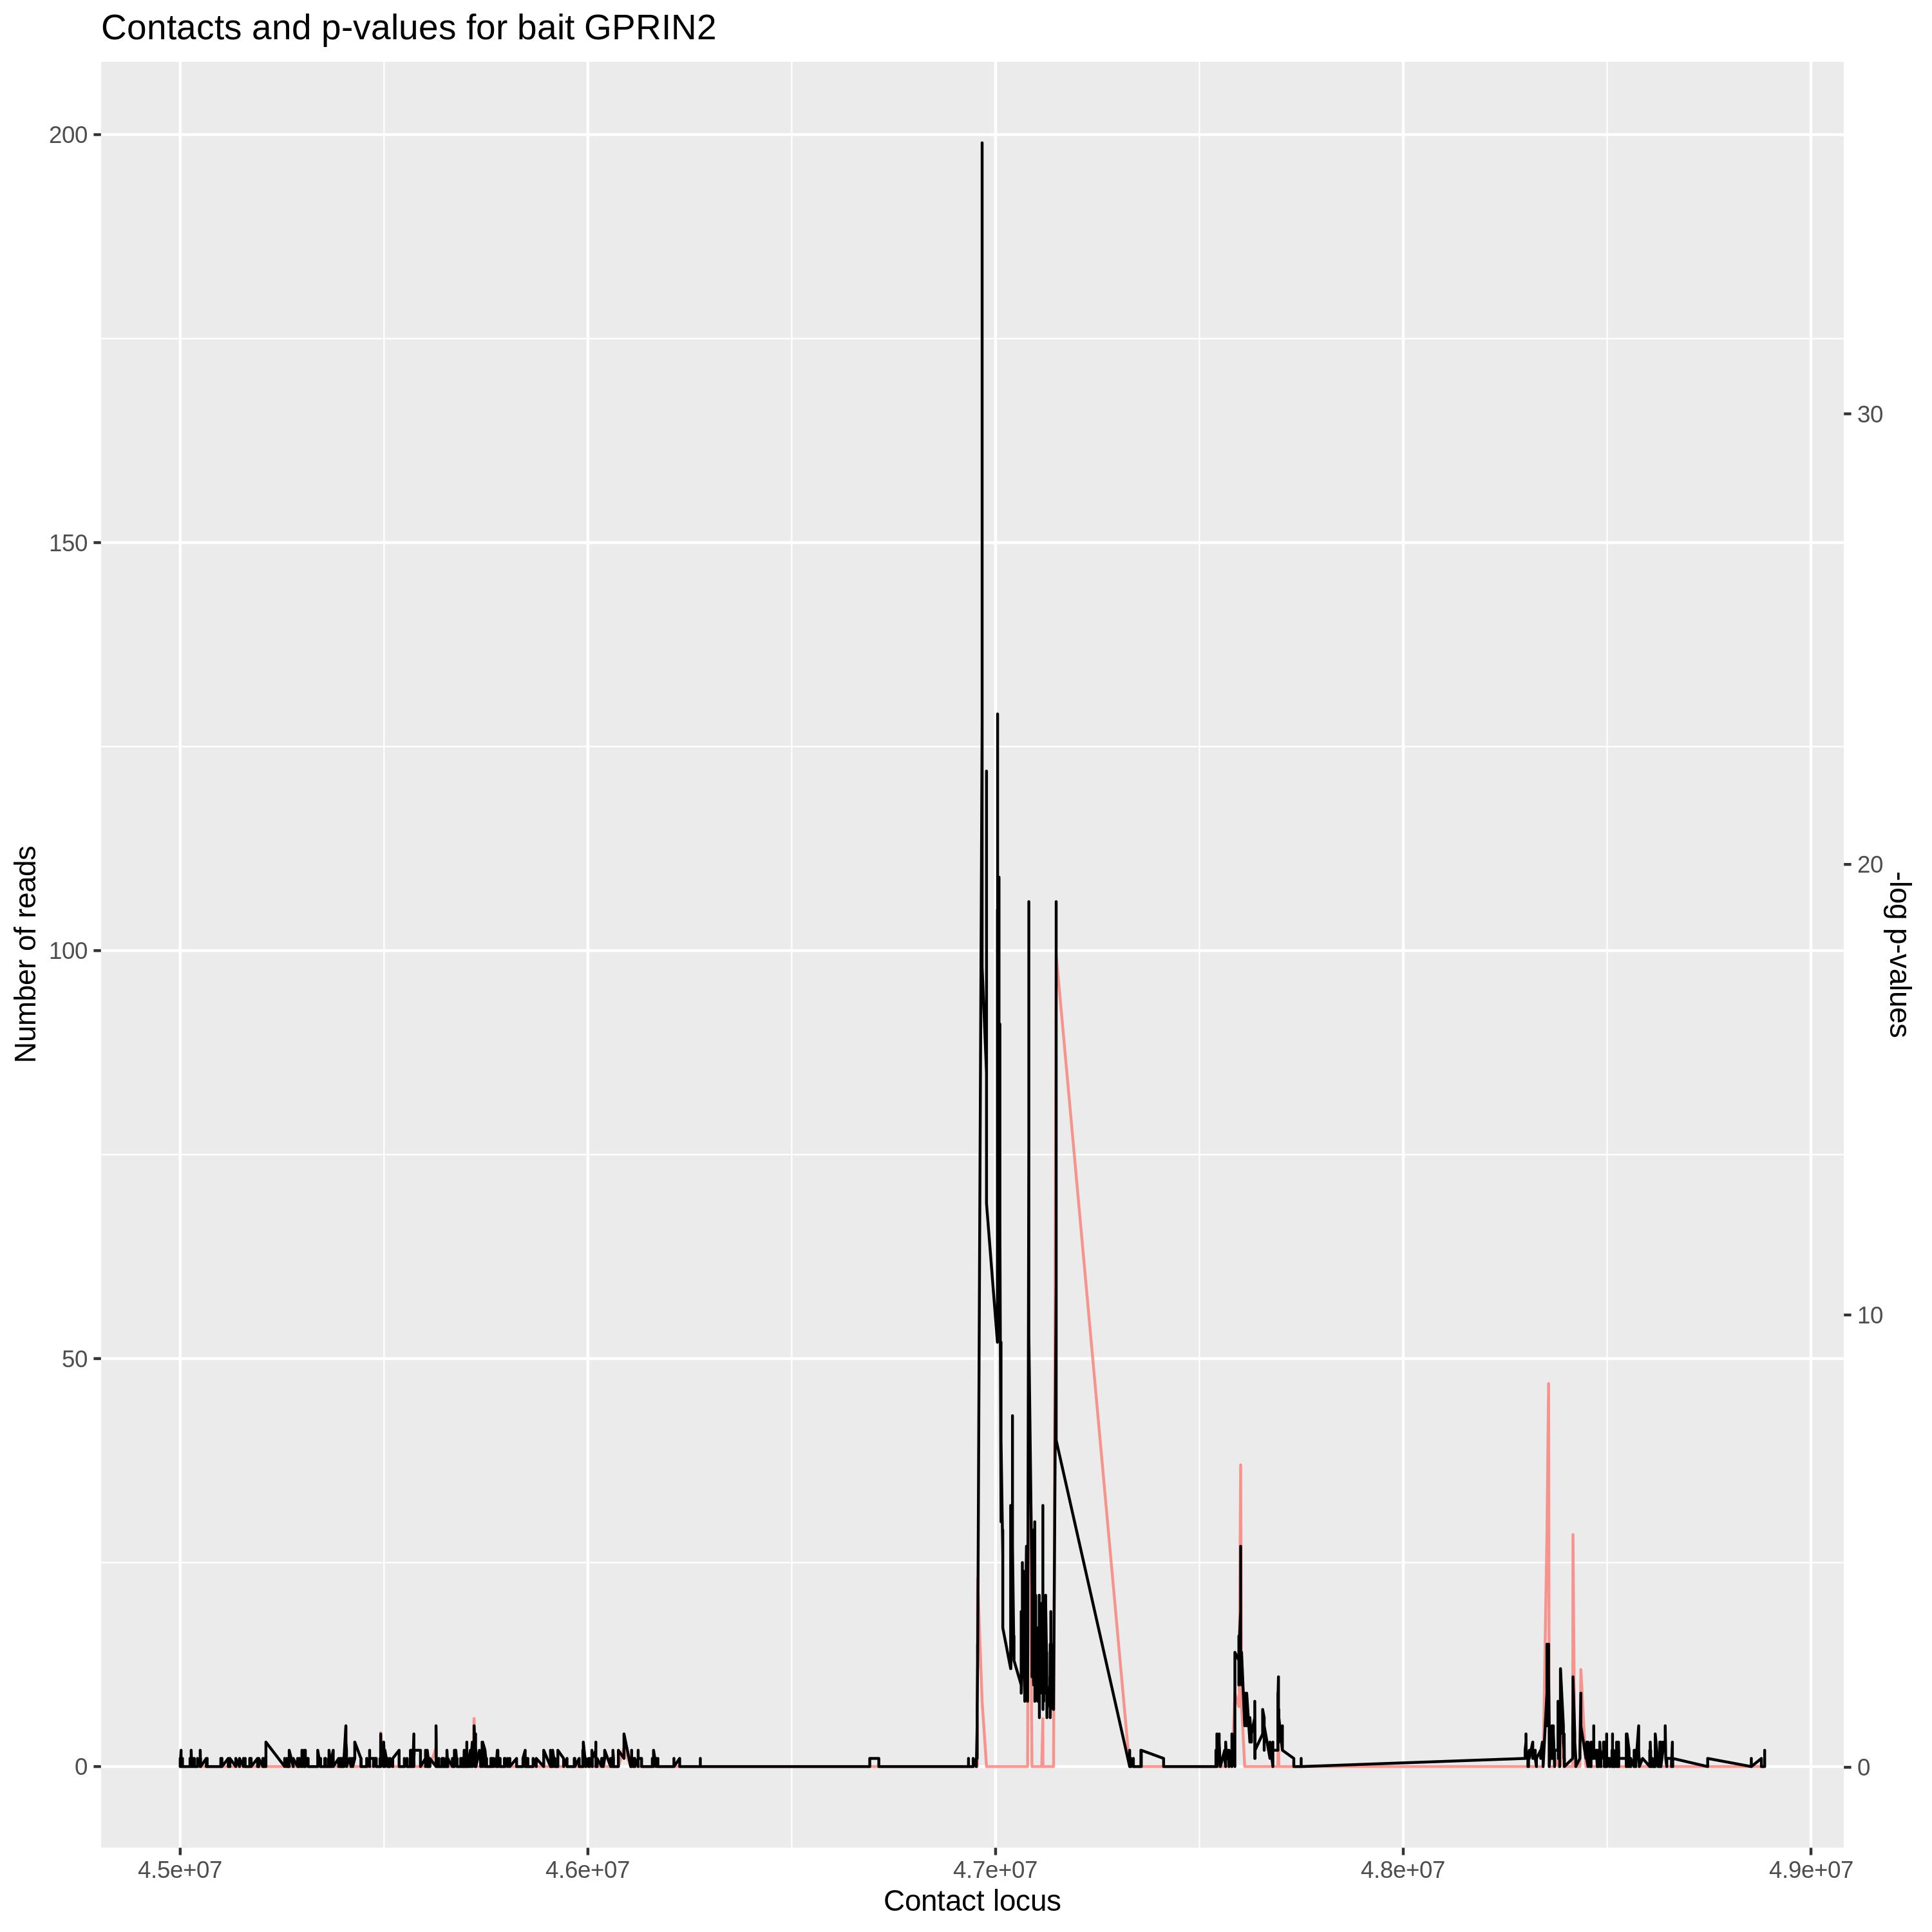 Contacts and p-values for bait GPRIN2
Number of reads
200
150
100
50
0
30
20
10
0
-log p-values
4.5e+07
4.6e+07
4.7e+07
4.8e+07
4.9e+07
Contact locus